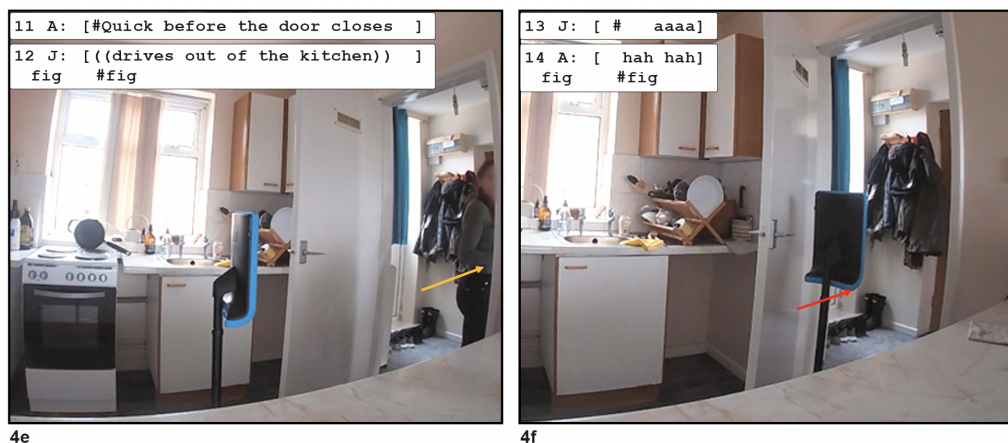 11 A: [#Quick before the door closes ]
12 J: [((drives out of the kitchen)) ]
fig #fig
13 J: [ # aaaa]
14 A: [ hah hah]
fig #fig
4e
4f